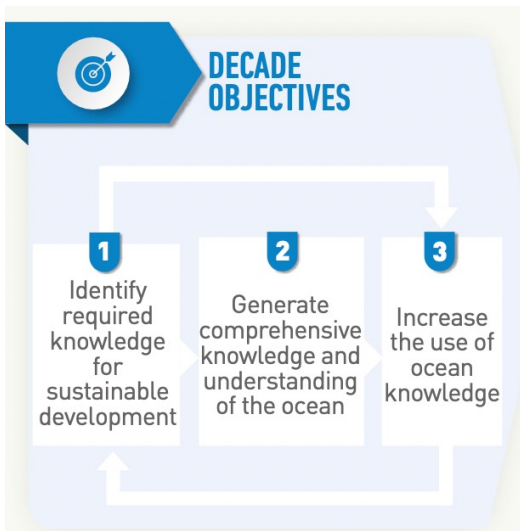 DECADE
OBJECTIVES
1
Identify
required
knowledge
for
sustainable
development
2
Generate
comprehensive
knowledge and
understanding
of the ocean
3
Increase
the use of
ocean
knowledge